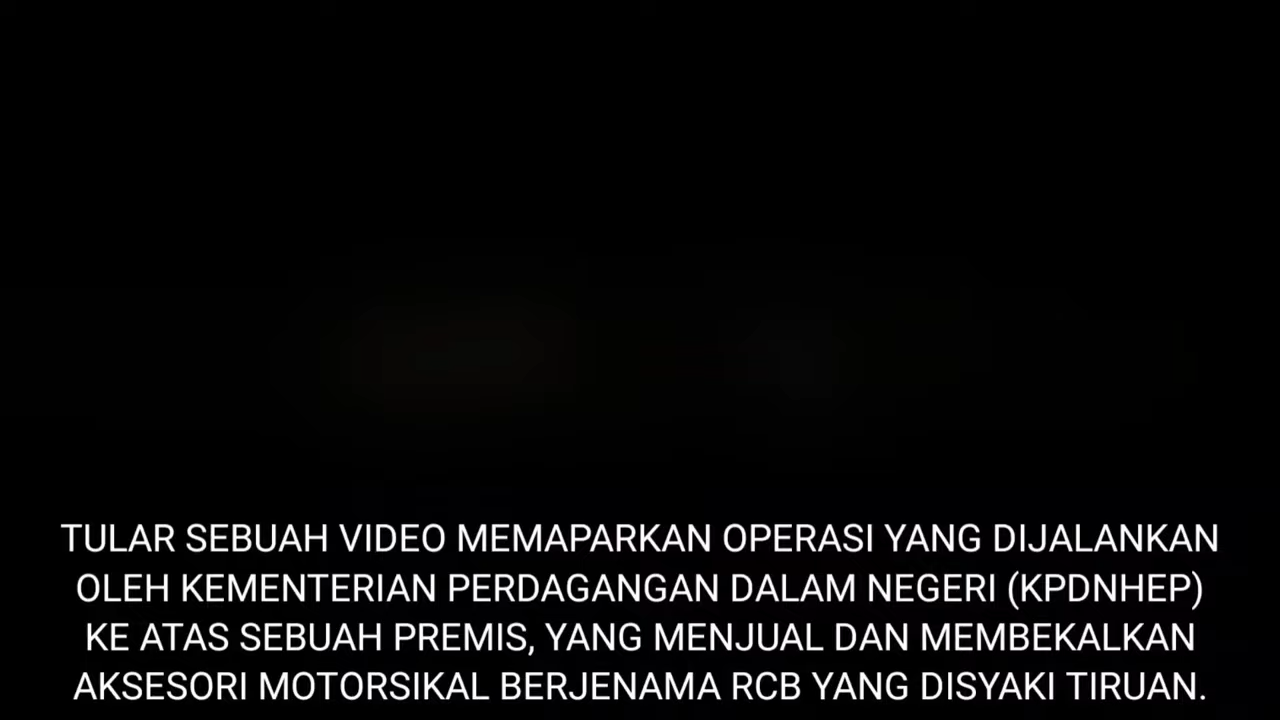 TULAR SEBUAH VIDEO MEMAPARKAN OPERASI YANG DIJALANKAN
OLEH KEMENTERIAN PERDAGANGAN DALAM NEGERI (KPDNHEP)
KE ATAS SEBUAH PREMIS, YANG MENJUAL DAN MEMBEKALKAN
AKSESORI MOTORSIKAL BERJENAMA RCB YANG DISYAKI TIRUAN.